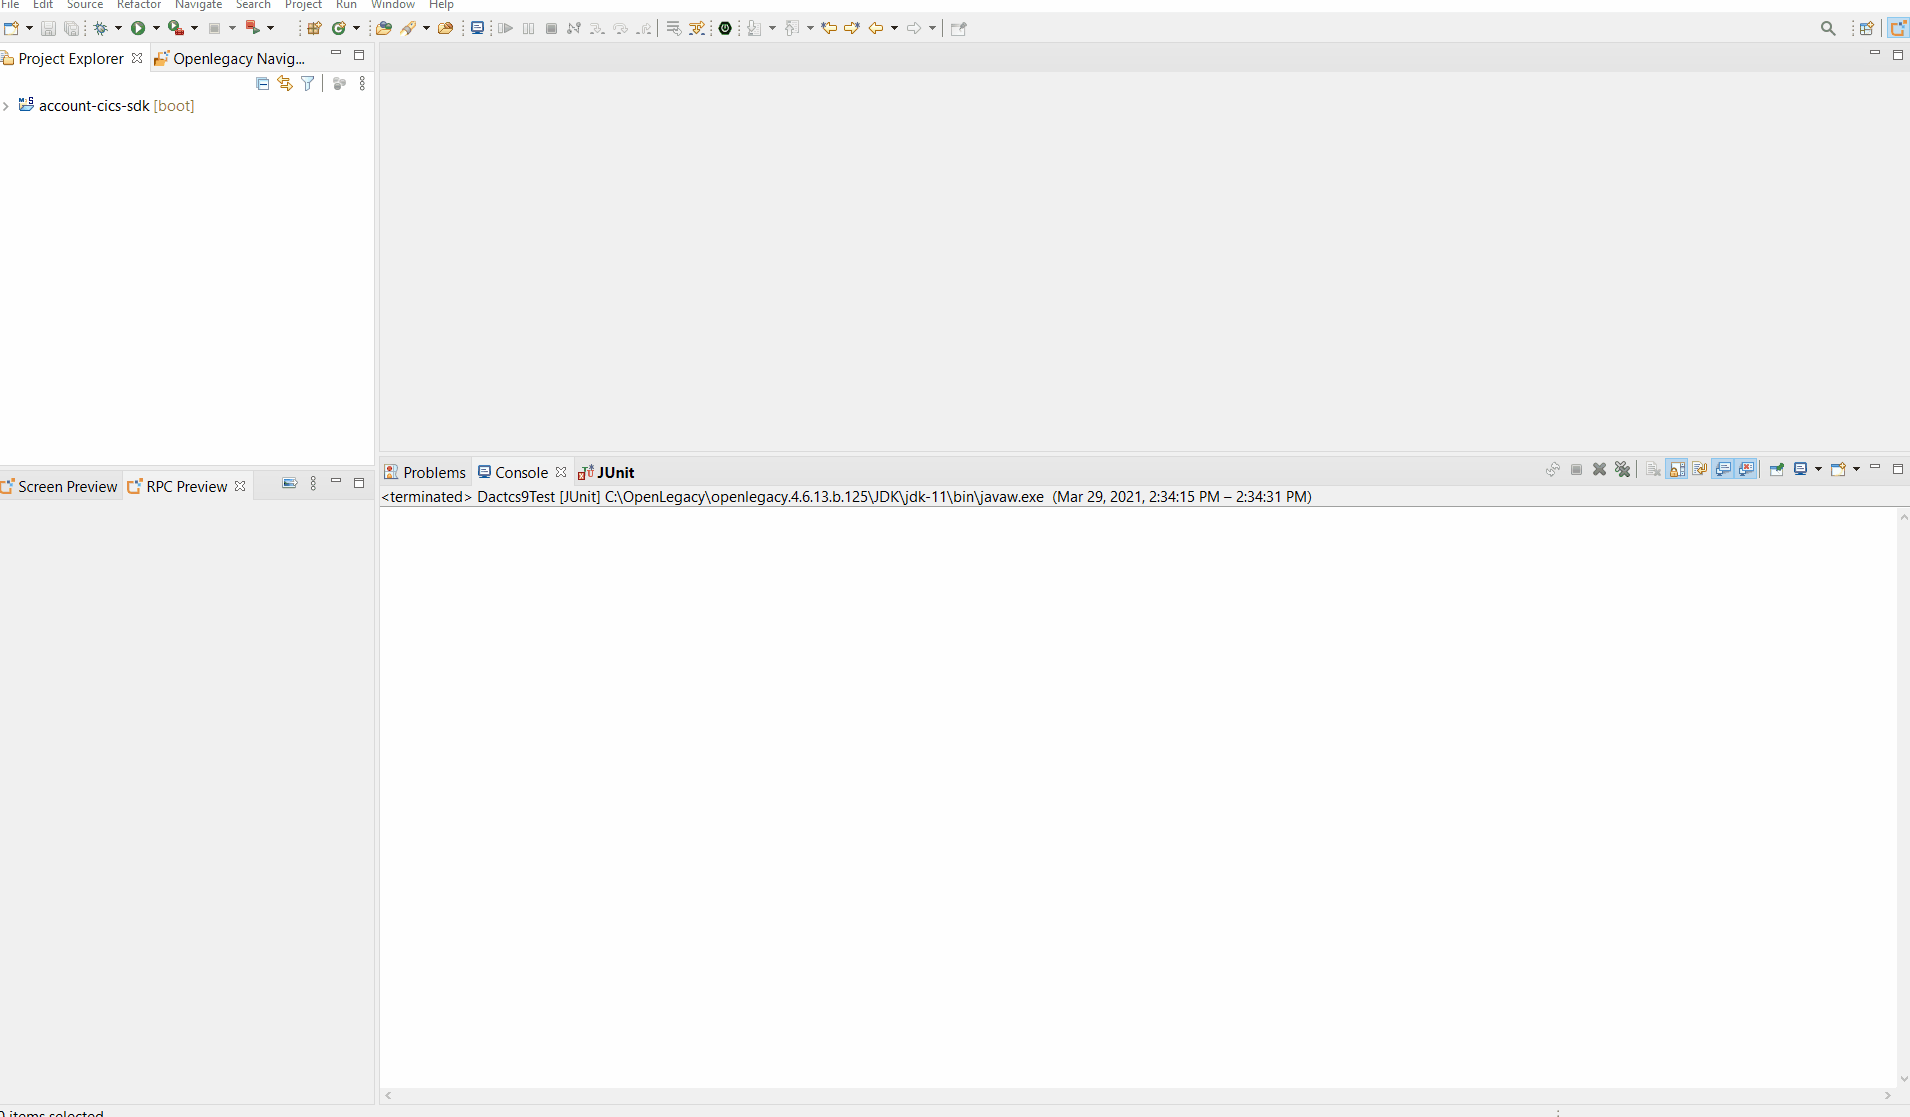 File Edit Source Refactor Navigate Search Project Run Window Help
Project Explorer Openlegacy Navig...
account-cics-sdk [boot]
Screen Preview RPC Preview
Problems Console JUnit
<terminated> Dactcs9Test [JUnit] C:\OpenLegacy\openlegacy.4.6.13.b.125\JDK\jdk-11\bin\javaw.exe (Mar 29, 2021, 2:34:15 PM – 2:34:31 PM)
0 items selected